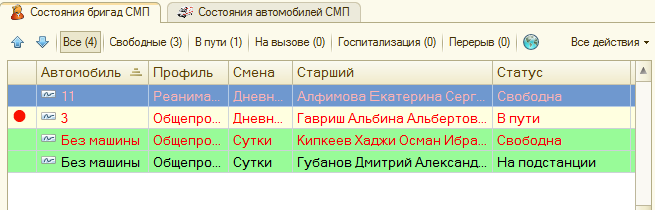 Состояния бригад СМП Состояния автомобилей СМП
Все (4) Свободные (3) В пути (1) На вызове (0) Госпитализация (0) Перерыв (0) Все действия
Автомобиль Профиль Смена Старший Статус
11 Реанима... Дневн... Алфимова Екатерина Серг... Свободна
3 Общепро... Дневн... Гавриш Альбина Альбертов... В пути
Без машины Общепро... Сутки Кипкеев Хаджи Осман Ибра... Свободна
Без машины Общепро... Сутки Губанов Дмитрий Александ... На подстанции